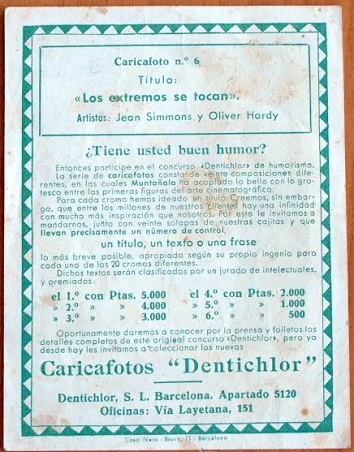 Caricafoto n.º 6
Título:
«Los extremos se tocan».
Artistas: Jean Simmons y Oliver Hardy
¿Tiene usted buen humor?
Entonces participe en el concurso «Dentichlor» de humorismo.
La serie de caricafotos consta de veinte composiciones dife-
rentes, en las cuales Muntañola ha acoplado lo bello con lo gro-
tesco entre las primeras figuras del arte cinematográfico.
Para cada cromo hemos ideado un título. Creemos, sin embar-
go, que entre los millones de nuestros clientes hay una infinidad
con mucha más inspiración que nosotros. Por esto le invitamos a
mandarnos, junto con veinte solapas de nuestras cajitas y que
llevan precisamente un número de control,
un título, un texto o una frase
lo más breve posible, apropiado según su propio ingenio para
cada uno de los 20 cromos diferentes.
Dichos textos serán clasificados por un jurado de intelectuales,
y premiados:
el 1.º con Ptas. 5.000 el 4.º con Ptas. 2.000
» 2.º » » 4.000 » 5.º » » 1.000
» 3.º » » 3.000 » 6.º » » 500
Oportunamente daremos a conocer por la prensa y folletos los
detalles completos de este original concurso «Dentichlor», pero ya
desde hoy les invitamos a coleccionar las nuevas
Caricafotos "Dentichlor"
Dentichlor, S. L. Barcelona. Apartado 5120
Oficinas: Vía Layetana, 151
Barcelona